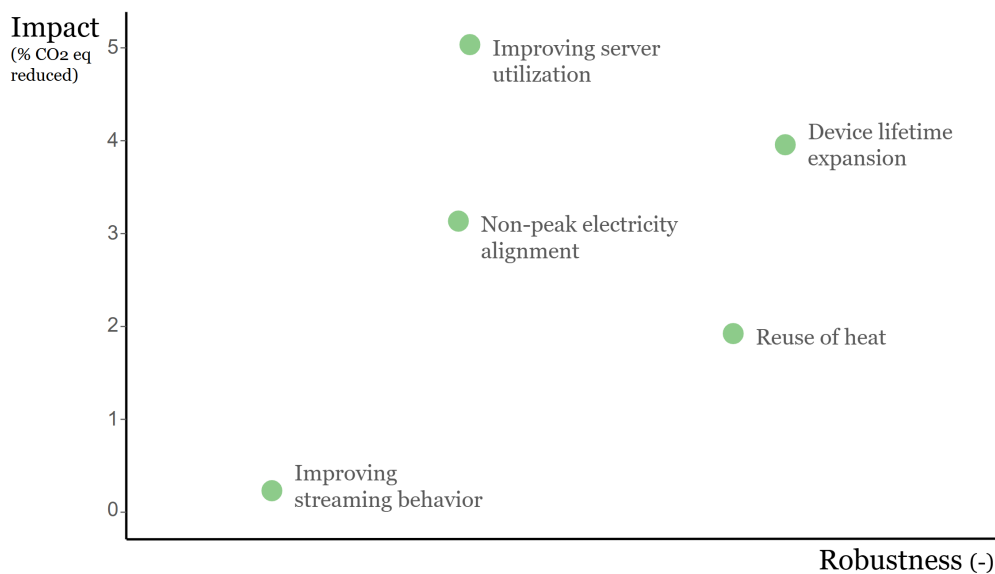 Impact
(% CO2 eq
reduced)
5
4
3
2
1
0
Improving server
utilization
Device lifetime
expansion
Non-peak electricity
alignment
Reuse of heat
Improving
streaming behavior
Robustness (-)